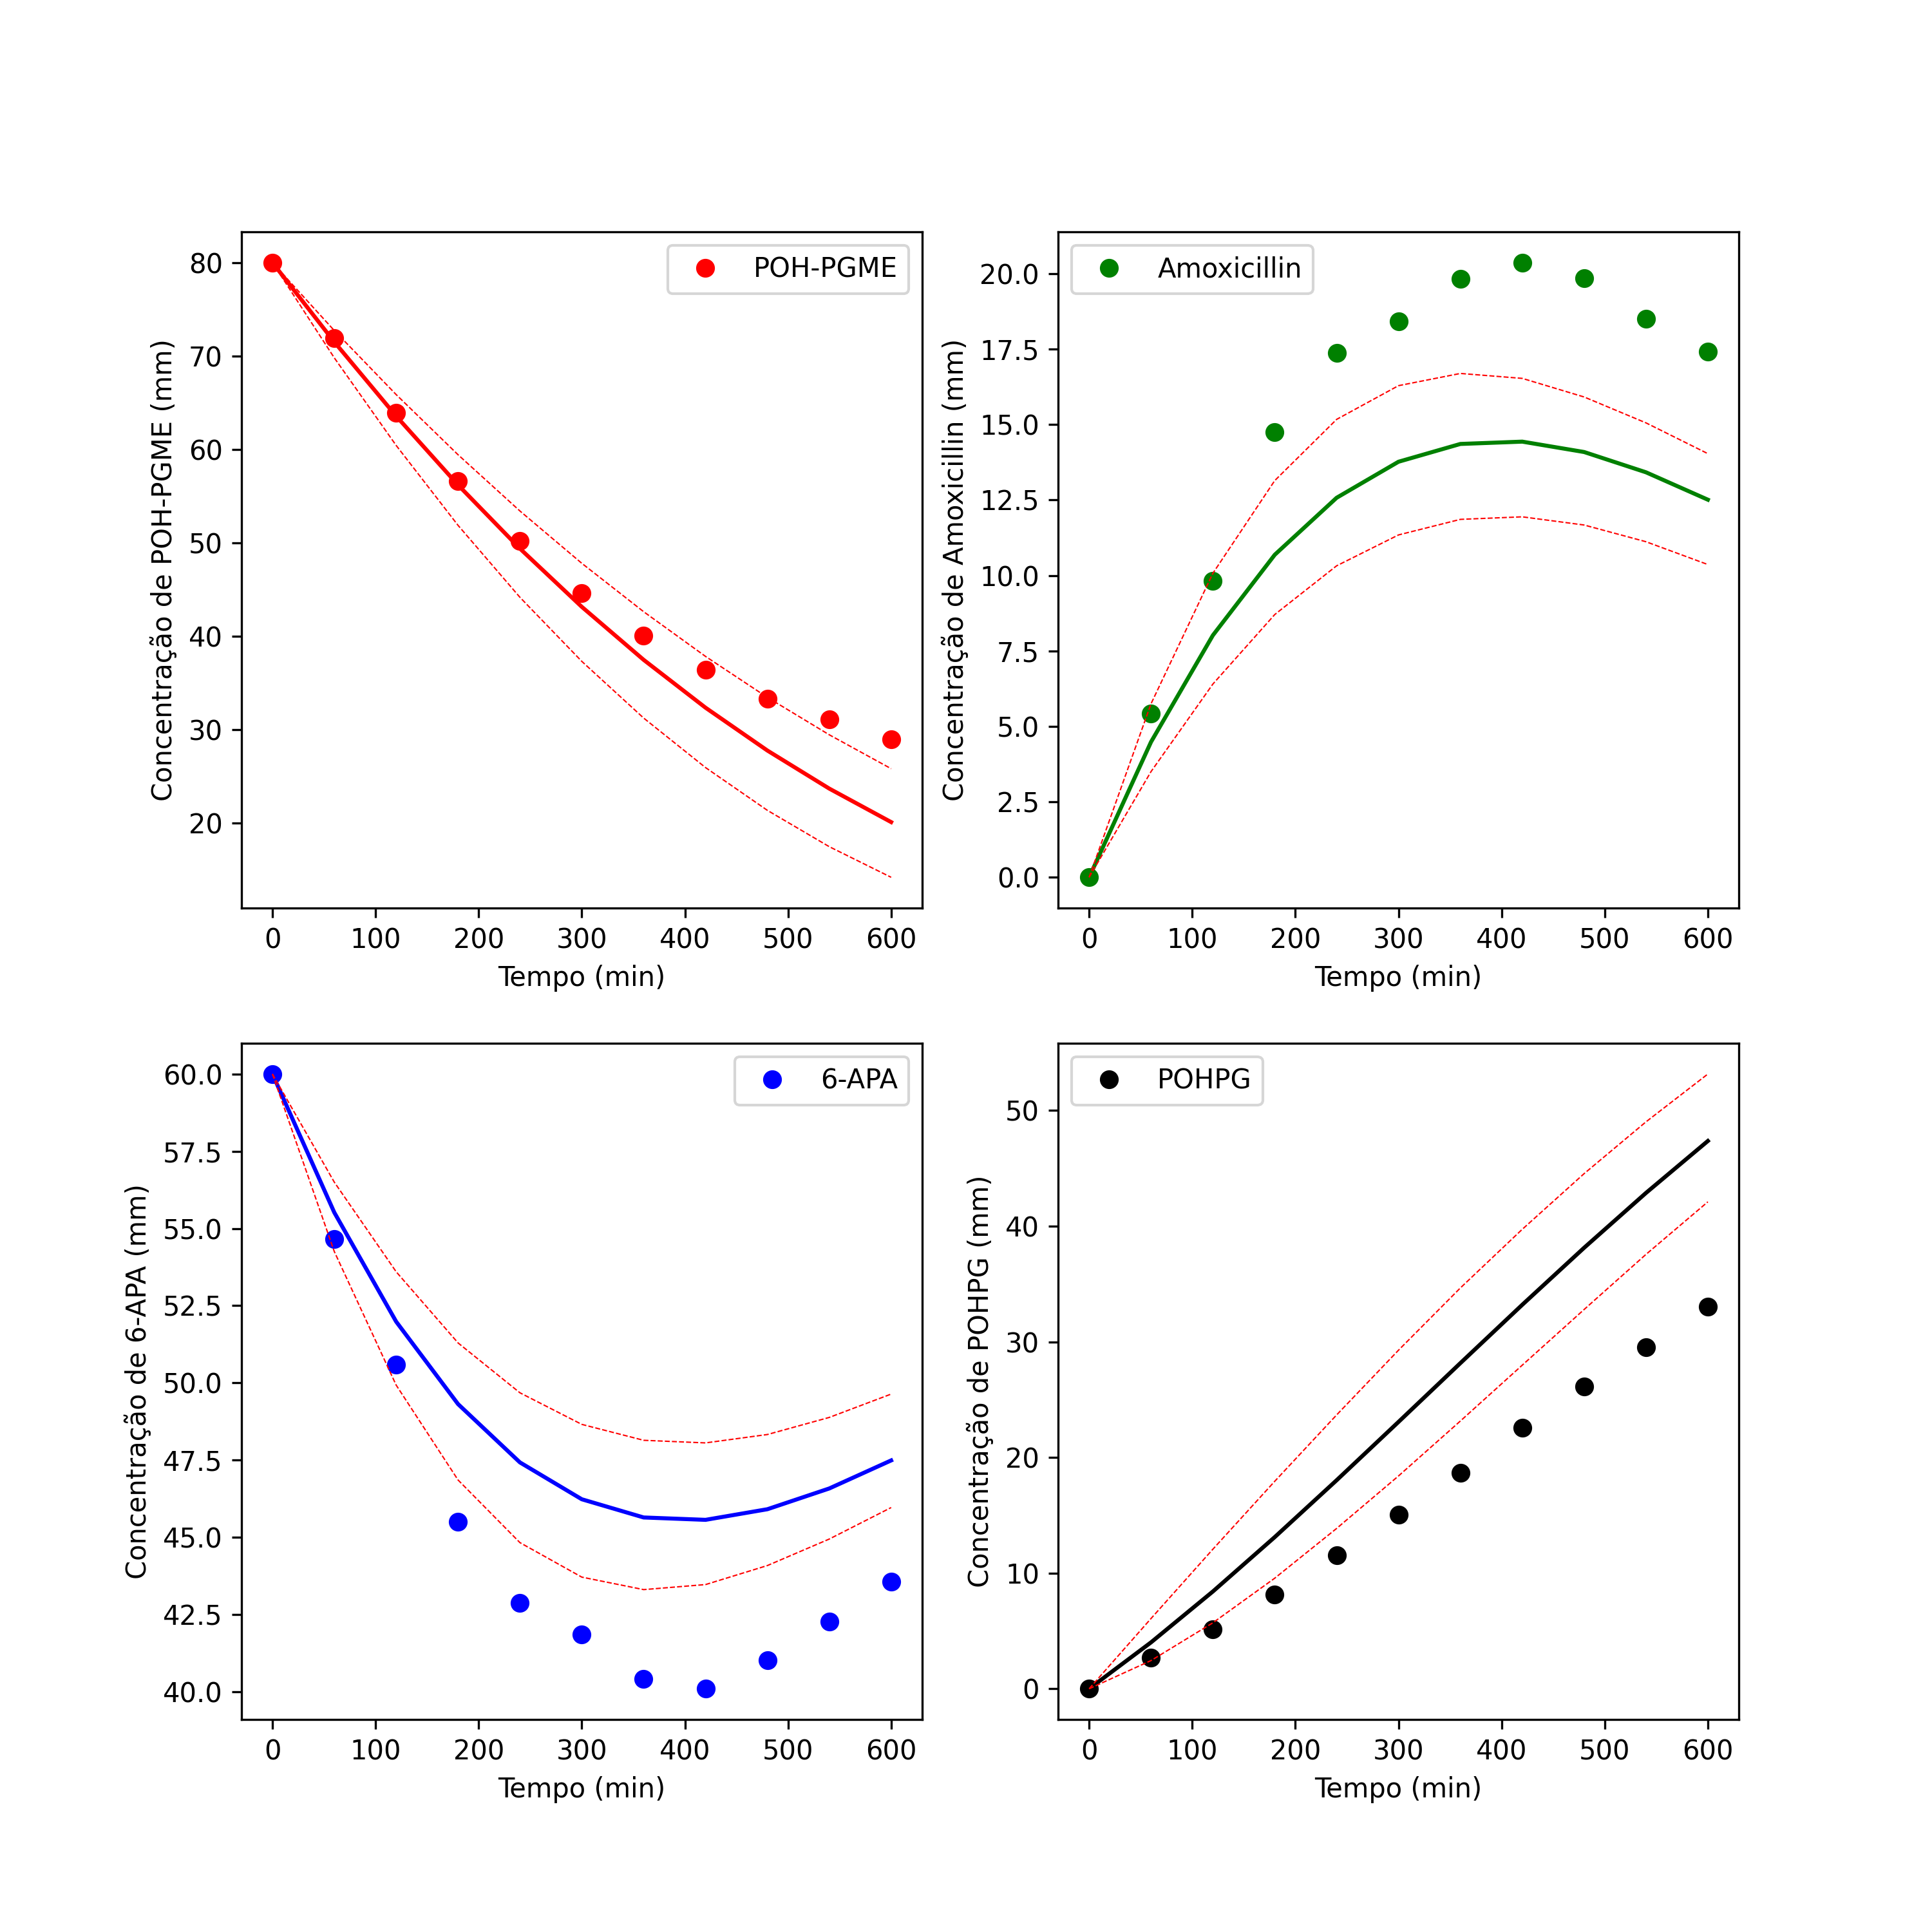 POH-PGME
80
70
60
50
40
30
20
Concentração de POH-PGME (mm)
0 100 200 300 400 500 600
Tempo (min)
Amoxicillin
20.0
17.5
15.0
12.5
10.0
7.5
5.0
2.5
0.0
Concentração de Amoxicillin (mm)
0 100 200 300 400 500 600
Tempo (min)
6-APA
60.0
57.5
55.0
52.5
50.0
47.5
45.0
42.5
40.0
Concentração de 6-APA (mm)
0 100 200 300 400 500 600
Tempo (min)
POHPG
50
40
30
20
10
0
Concentração de POHPG (mm)
0 100 200 300 400 500 600
Tempo (min)